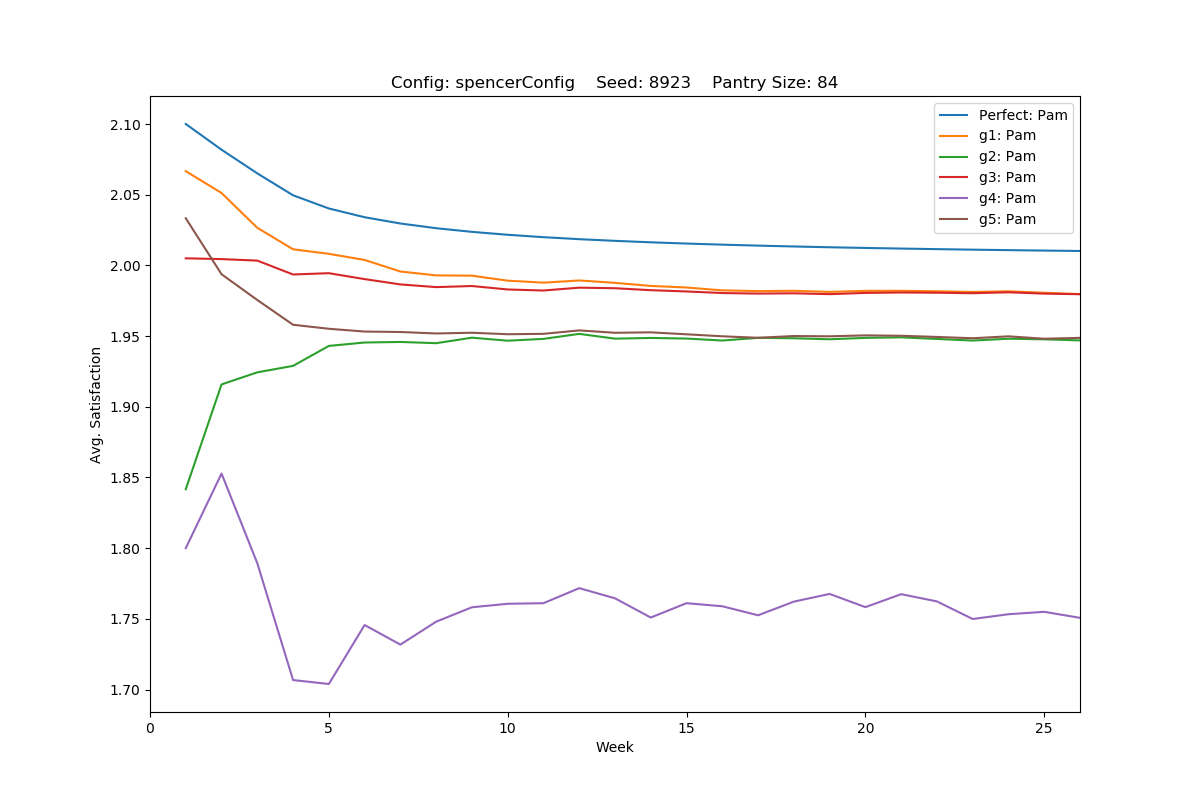 Config: spencerConfig    Seed: 8923    Pantry Size: 84
Perfect: Pam
g1: Pam
g2: Pam
g3: Pam
g4: Pam
g5: Pam
Avg. Satisfaction
2.10
2.05
2.00
1.95
1.90
1.85
1.80
1.75
1.70
0 5 10 15 20 25
Week